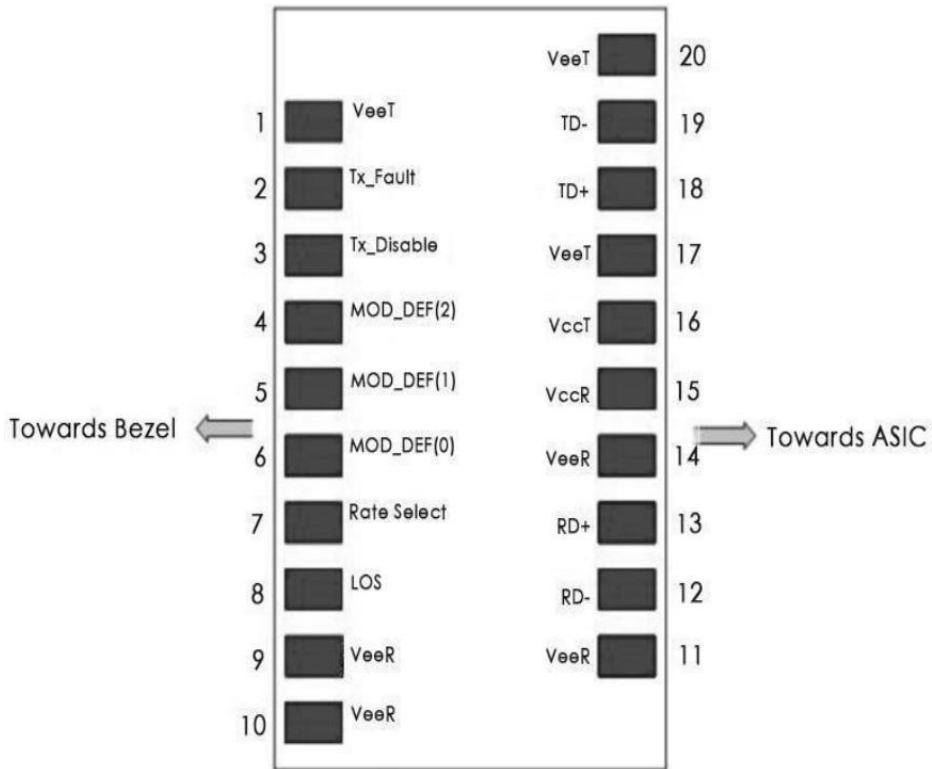 VeeT 20
1 VeeT
TD- 19
2 Tx_Fault
TD+ 18
3 Tx_Disable
VeeT 17
4 MOD_DEF(2)
VccT 16
5 MOD_DEF(1)
VccR 15
Towards Bezel
Towards ASIC
6 MOD_DEF(0)
VeeR 14
7 Rate Select
RD+ 13
8 LOS
RD- 12
9 VeeR
VeeR 11
10 VeeR